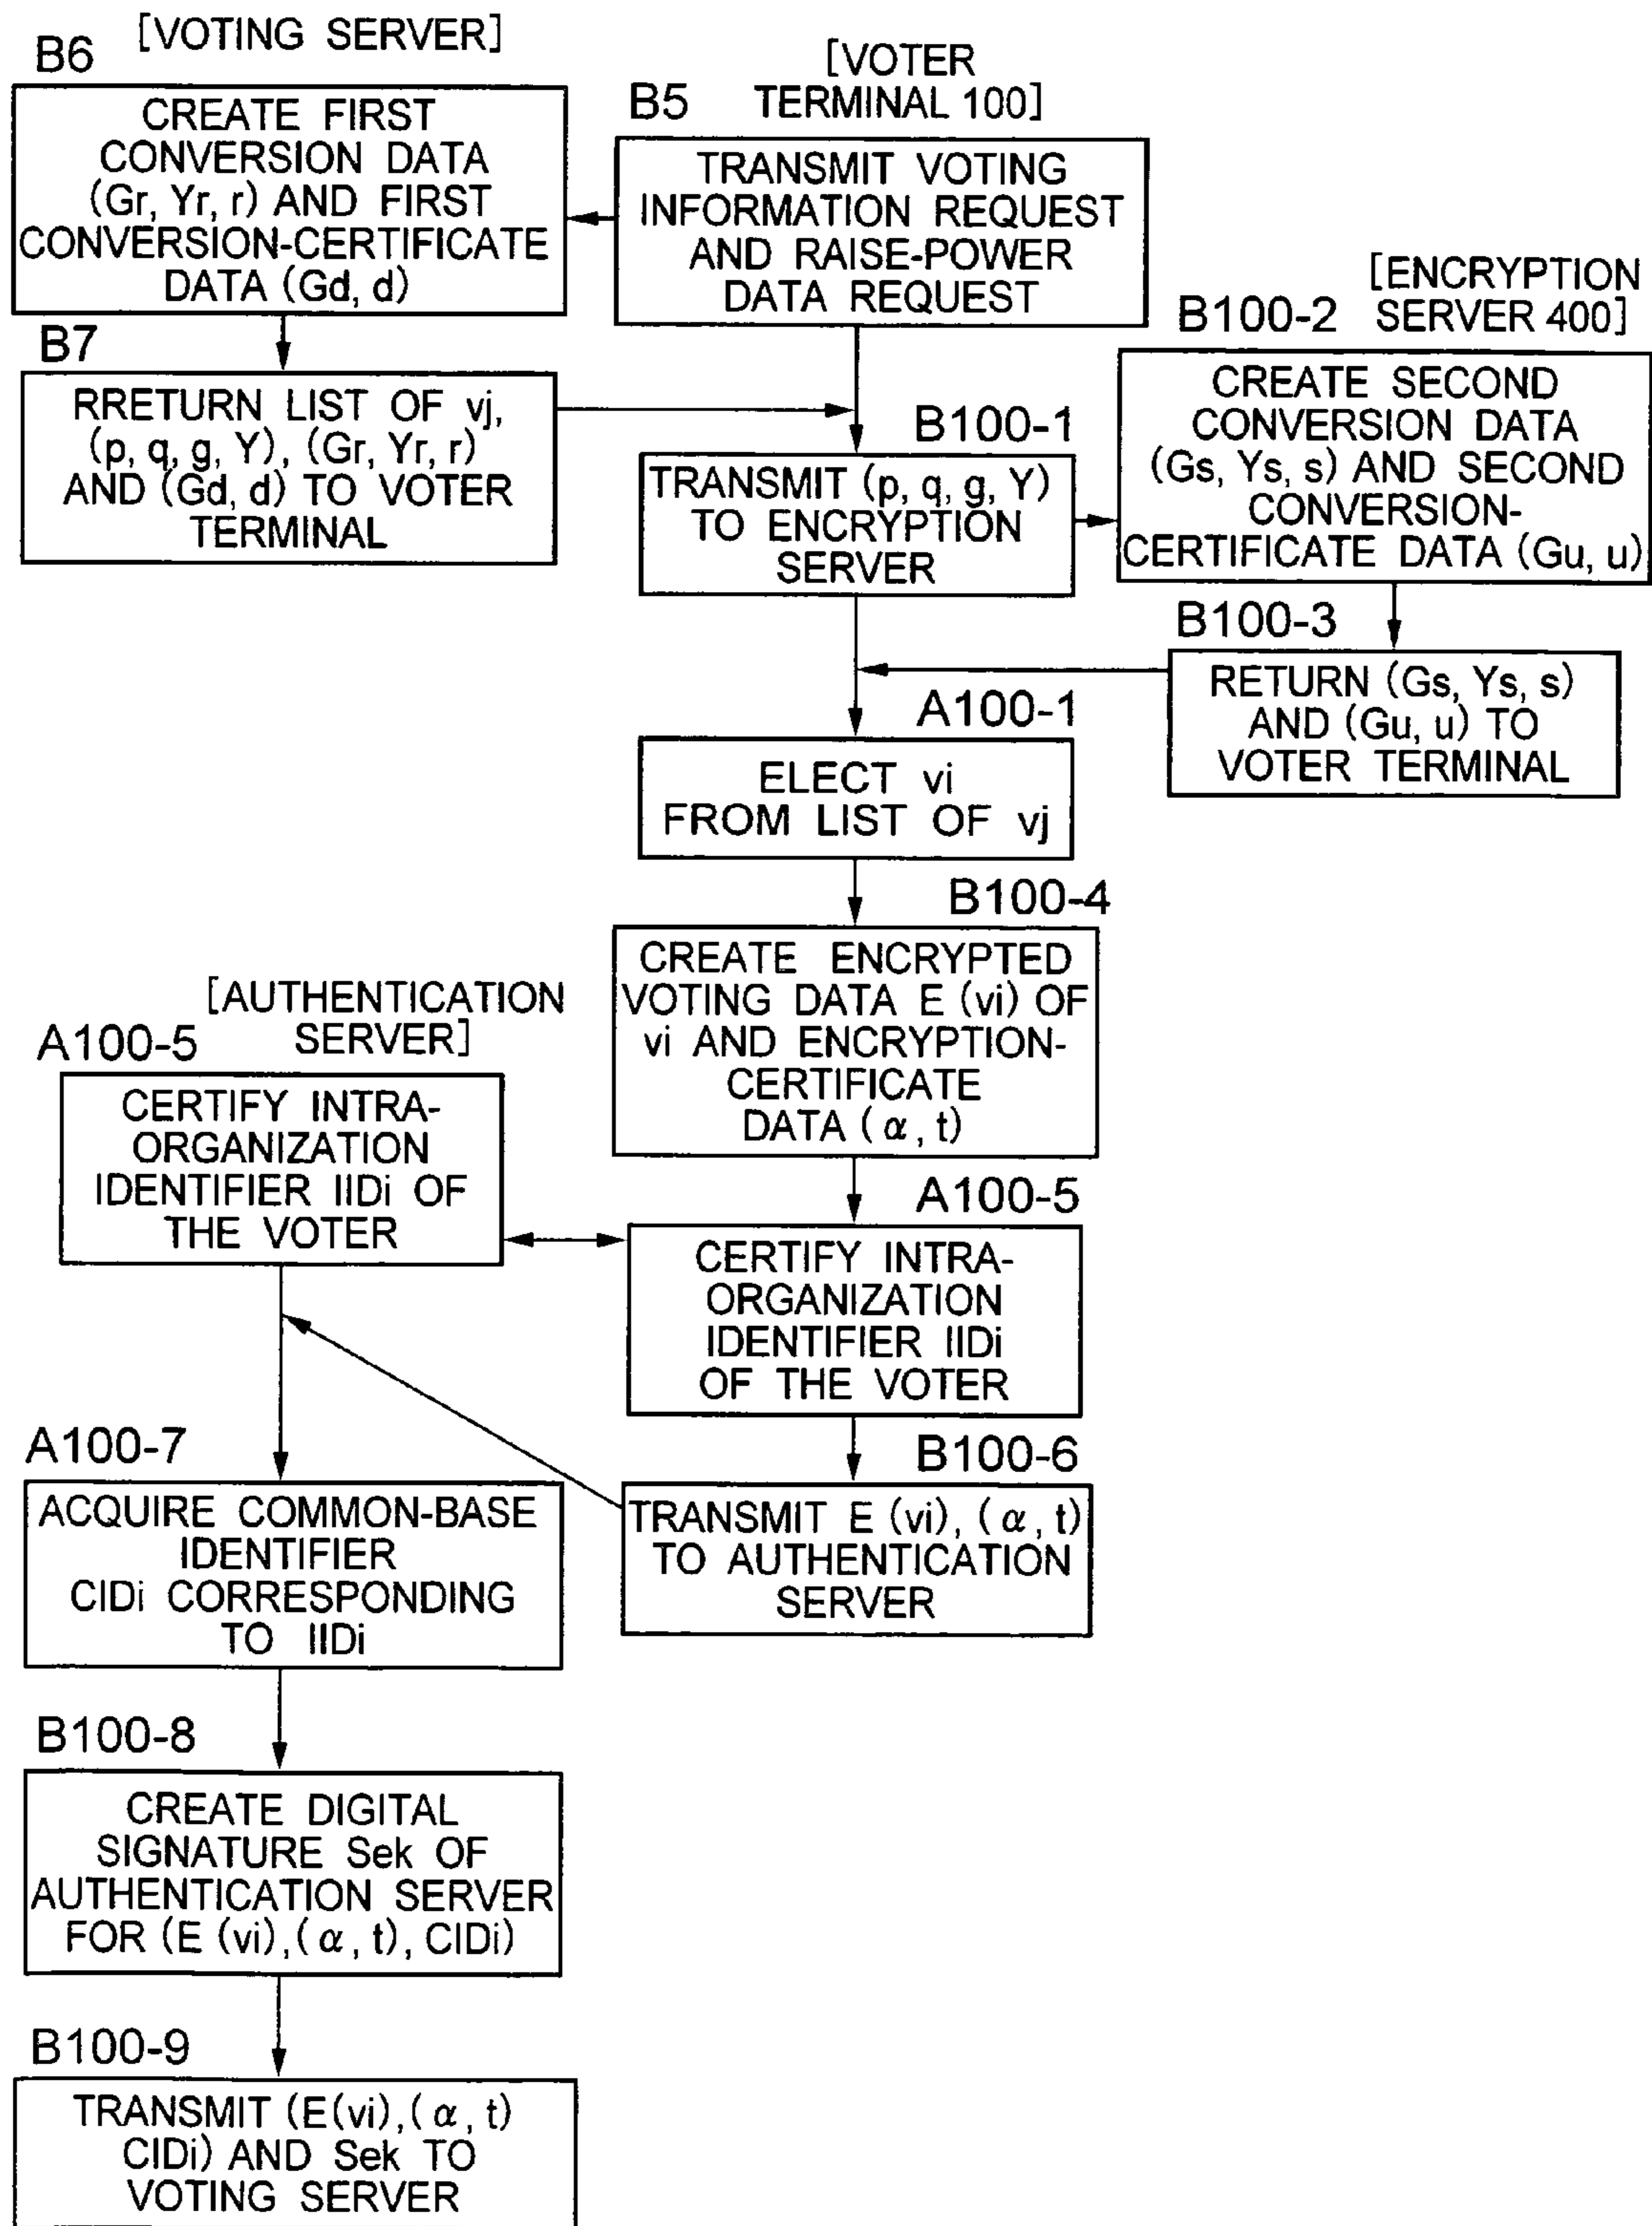 [VOTING SERVER]
B6
CREATE FIRST
CONVERSION DATA
(Gr, Yr, r) AND FIRST
CONVERSION-CERTIFICATE
DATA (Gd, d)
[VOTER
TERMINAL 100]
B5
TRANSMIT VOTING
INFORMATION REQUEST
AND RAISE-POWER
DATA REQUEST
B7
RRETURN LIST OF vj,
(p, q, g, Y), (Gr, Yr, r)
AND (Gd, d) TO VOTER
TERMINAL
B100-1
TRANSMIT (p, q, g, Y)
TO ENCRYPTION
SERVER
[ENCRYPTION
SERVER 400]
B100-2
CREATE SECOND
CONVERSION DATA
(Gs, Ys, s) AND SECOND
CONVERSION-
CERTIFICATE DATA (Gu, u)
B100-3
RETURN (Gs, Ys, s)
AND (Gu, u) TO
VOTER TERMINAL
A100-1
ELECT vi
FROM LIST OF vj
B100-4
CREATE ENCRYPTED
VOTING DATA E (vi) OF
vi AND ENCRYPTION-
CERTIFICATE
DATA (α, t)
[AUTHENTICATION
SERVER]
A100-5
CERTIFY INTRA-
ORGANIZATION
IDENTIFIER IIDi OF
THE VOTER
A100-5
CERTIFY INTRA-
ORGANIZATION
IDENTIFIER IIDi
OF THE VOTER
B100-6
TRANSMIT E (vi), (α, t)
TO AUTHENTICATION
SERVER
A100-7
ACQUIRE COMMON-BASE
IDENTIFIER
CIDi CORRESPONDING
TO IIDi
B100-8
CREATE DIGITAL
SIGNATURE Sek OF
AUTHENTICATION SERVER
FOR (E (vi), (α, t), CIDi)
B100-9
TRANSMIT (E(vi), (α, t)
CIDi) AND Sek TO
VOTING SERVER